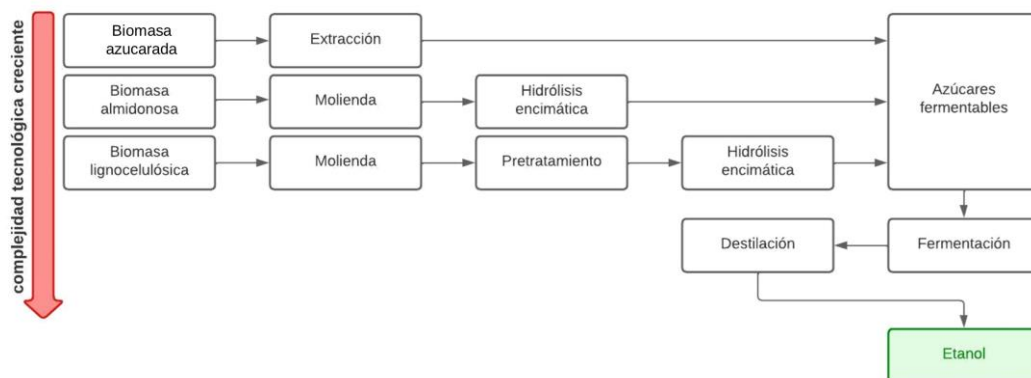 complejidad tecnológica creciente
Biomasa
azucarada
Extracción
Azúcares
fermentables
Biomasa
almidonosa
Molienda
Hidrólisis
encimática
Biomasa
lignocelulósica
Molienda
Pretratamiento
Hidrólisis
encimática
Destilación
Fermentación
Etanol